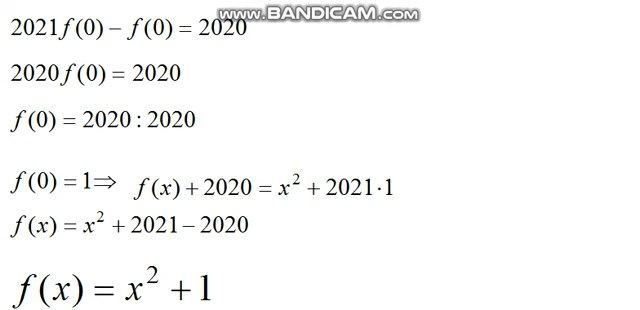 www.BANDICAM.com
2021f(0) – f(0) = 2020
2020f(0) = 2020
f(0) = 2020 : 2020
f(0) = 1⇒ f(x) + 2020 = x² + 2021·1
f(x) = x² + 2021 – 2020
f(x) = x² + 1